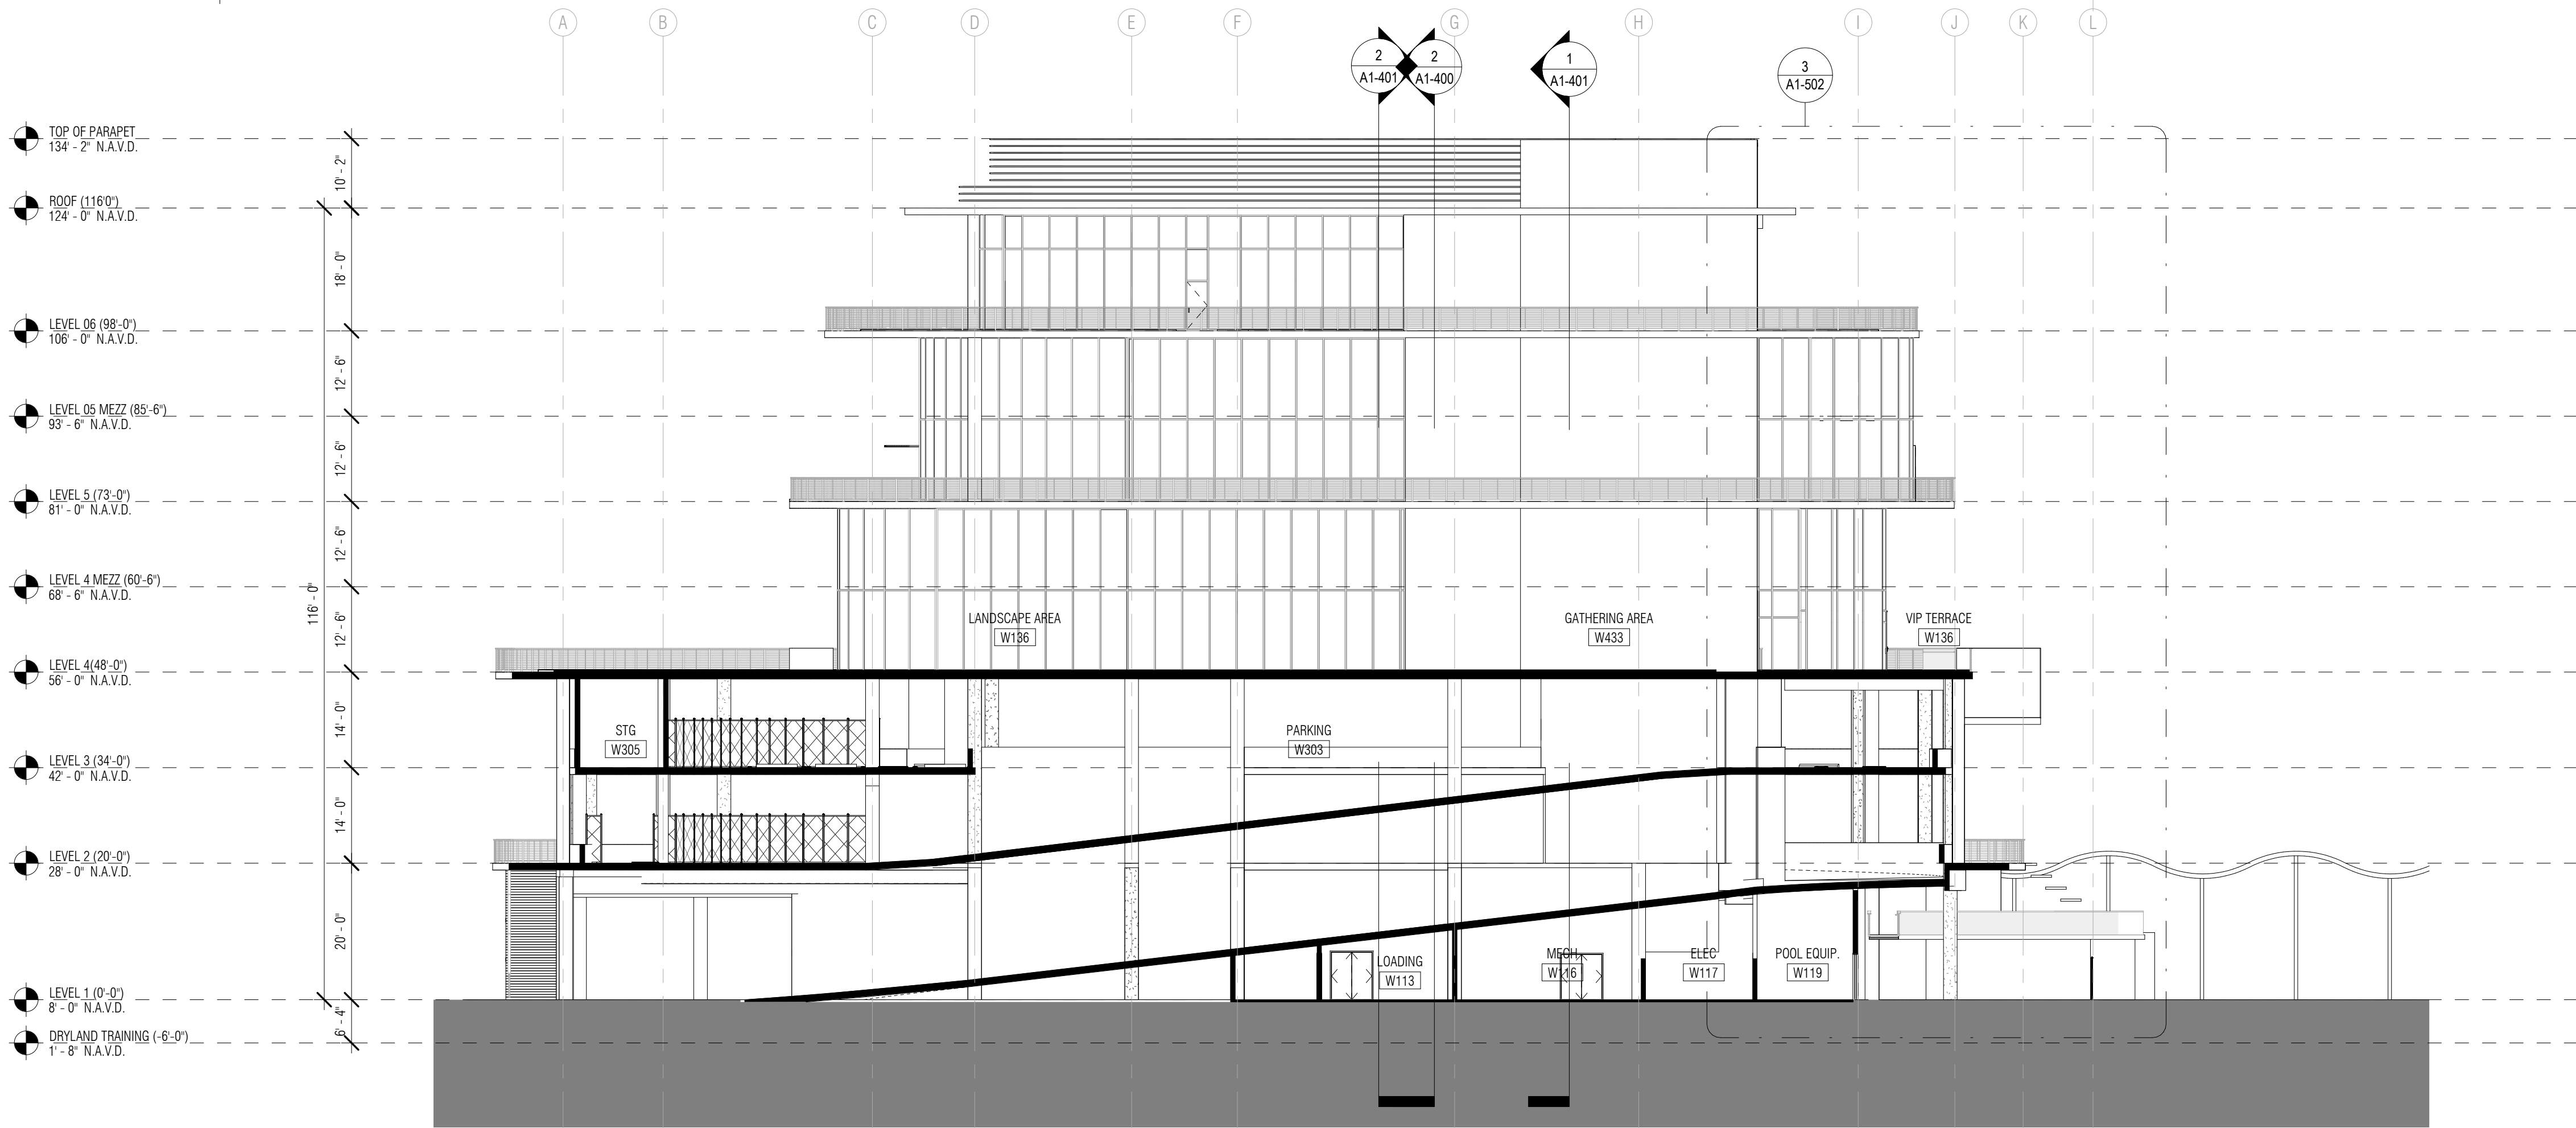 A B C D E F G H I J K L
2
A1-401
2
A1-400
1
A1-401
3
A1-502
TOP OF PARAPET
134' - 2" N.A.V.D.
10' - 2"
ROOF (116'0")
124' - 0" N.A.V.D.
18' - 0"
LEVEL 06 (98'-0")
106' - 0" N.A.V.D.
12' - 6"
LEVEL 05 MEZZ (85'-6")
93' - 6" N.A.V.D.
12' - 6"
LEVEL 5 (73'-0")
81' - 0" N.A.V.D.
12' - 6"
LEVEL 4 MEZZ (60'-6")
68' - 6" N.A.V.D.
116' - 0"
12' - 6"
LANDSCAPE AREA
W136
GATHERING AREA
W433
VIP TERRACE
W136
LEVEL 4(48'-0")
56' - 0" N.A.V.D.
14' - 0"
STG
W305
PARKING
W303
LEVEL 3 (34'-0")
42' - 0" N.A.V.D.
14' - 0"
LEVEL 2 (20'-0")
28' - 0" N.A.V.D.
20' - 0"
LOADING
W113
MECH
W116
ELEC
W117
POOL EQUIP.
W119
LEVEL 1 (0'-0")
8' - 0" N.A.V.D.
6' - 4"
DRYLAND TRAINING (-6'-0")
1' - 8" N.A.V.D.